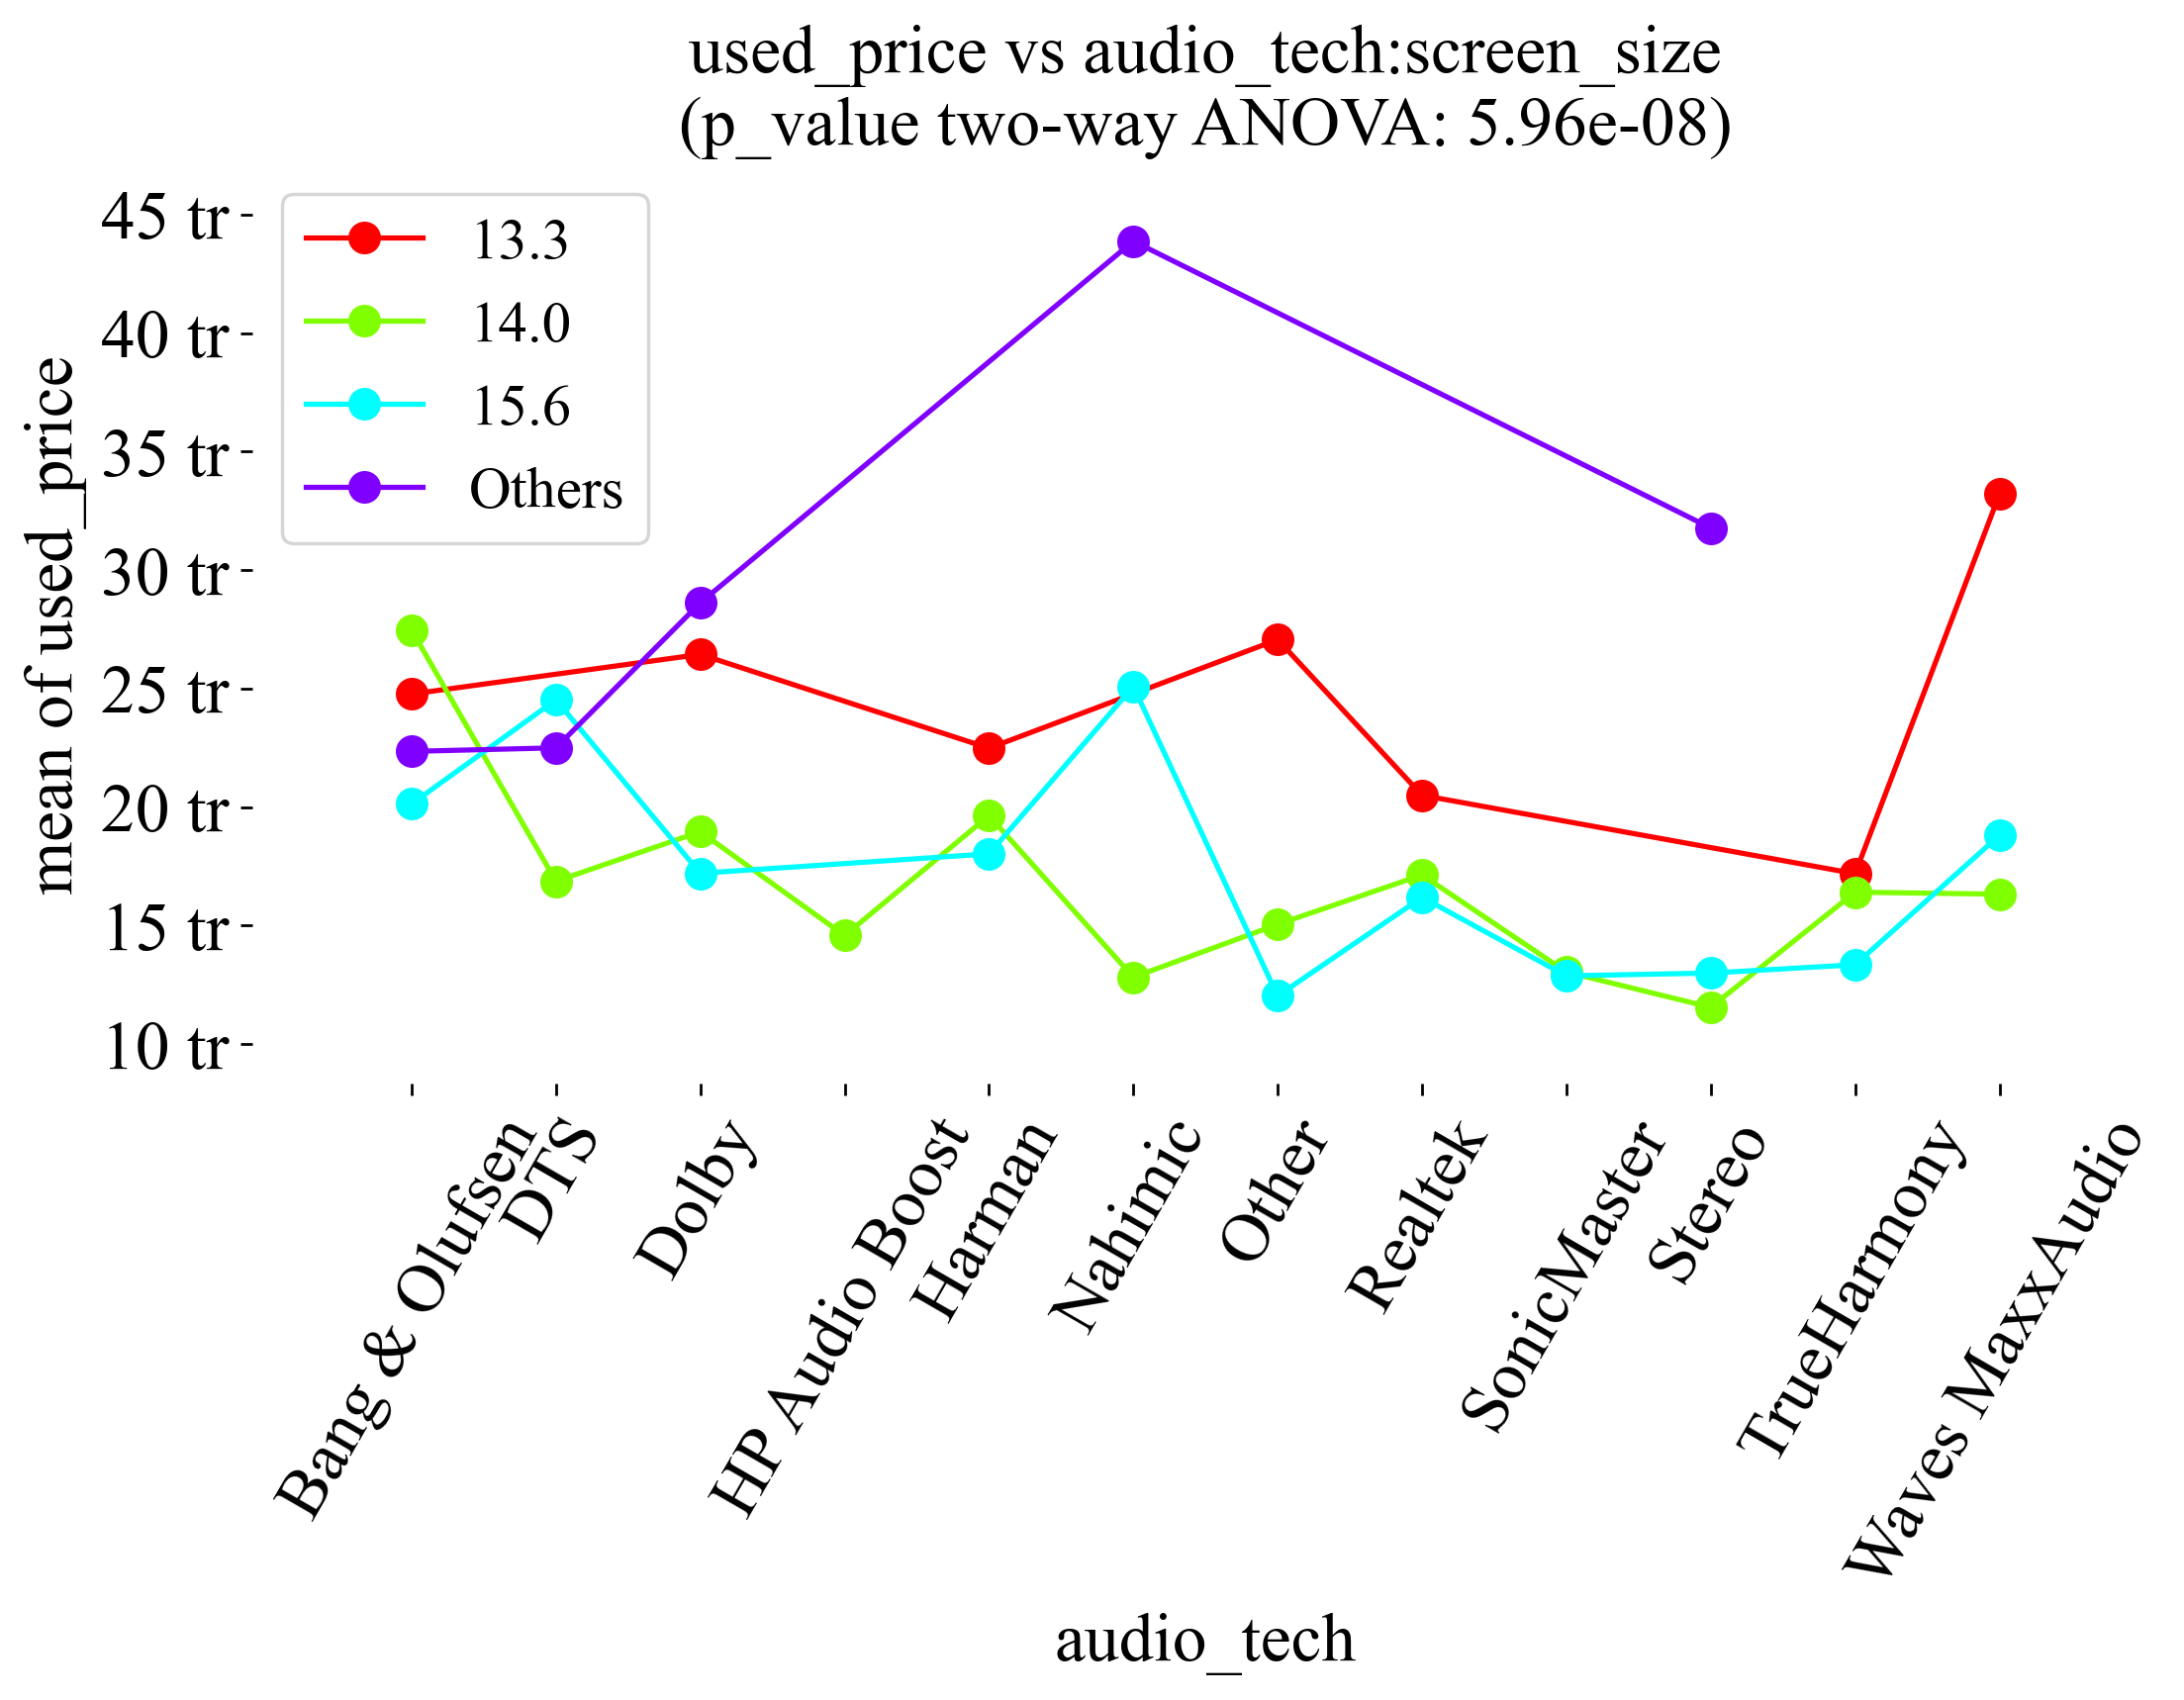 used_price vs audio_tech:screen_size
(p_value two-way ANOVA: 5.96e-08)
13.3
14.0
15.6
Others
mean of used_price
45 tr
40 tr
35 tr
30 tr
25 tr
20 tr
15 tr
10 tr
Bang & Olufsen
DTS
Dolby
HP Audio Boost
Harman
Nahimic
Other
Realtek
SonicMaster
Stereo
TrueHarmony
Waves MaxxAudio
audio_tech